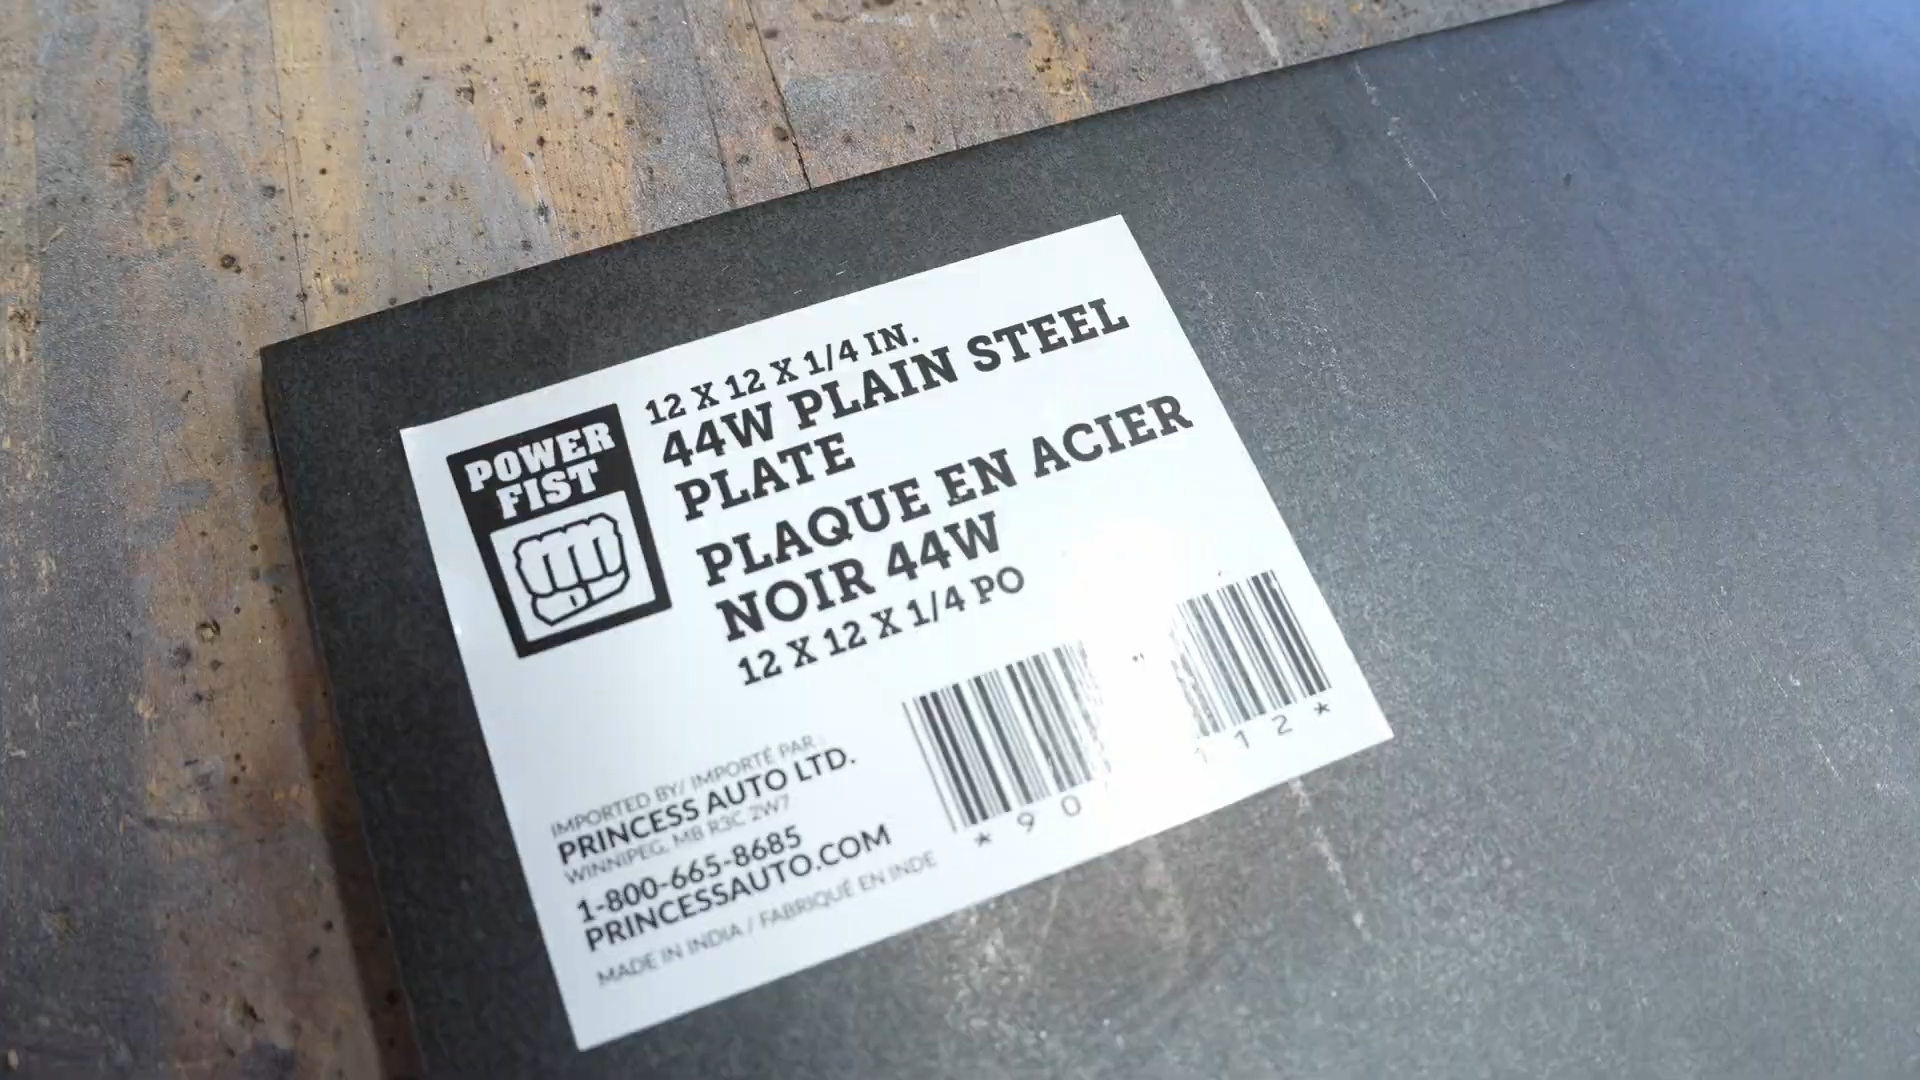 POWER
FIST
12 X 12 X 1/4 IN.
44W PLAIN STEEL
PLATE
PLAQUE EN ACIER
NOIR 44W
12 X 12 X 1/4 PO
IMPORTED BY/ IMPORTÉ PAR :
PRINCESS AUTO LTD.
WINNIPEG, MB R3C 2W7
1-800-665-8685
PRINCESSAUTO.COM
MADE IN INDIA / FABRIQUÉ EN INDE